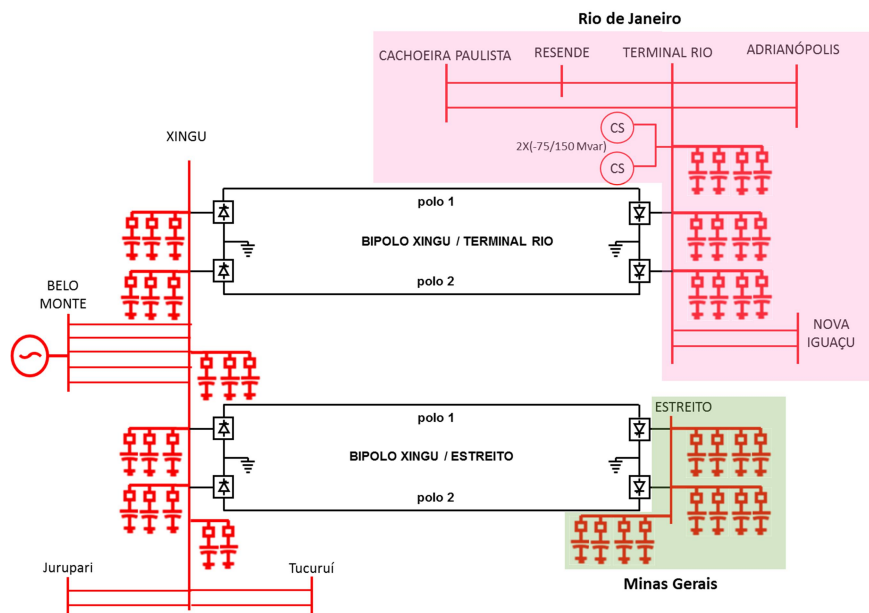 Rio de Janeiro
CACHOEIRA PAULISTA
RESENDE
TERMINAL RIO
ADRIANÓPOLIS
XINGU
CS
2X(-75/150 Mvar)
CS
polo 1
BIPOLO XINGU / TERMINAL RIO
polo 2
BELO
MONTE
NOVA
IGUAÇU
polo 1
ESTREITO
BIPOLO XINGU / ESTREITO
polo 2
Jurupari
Tucuruí
Minas Gerais